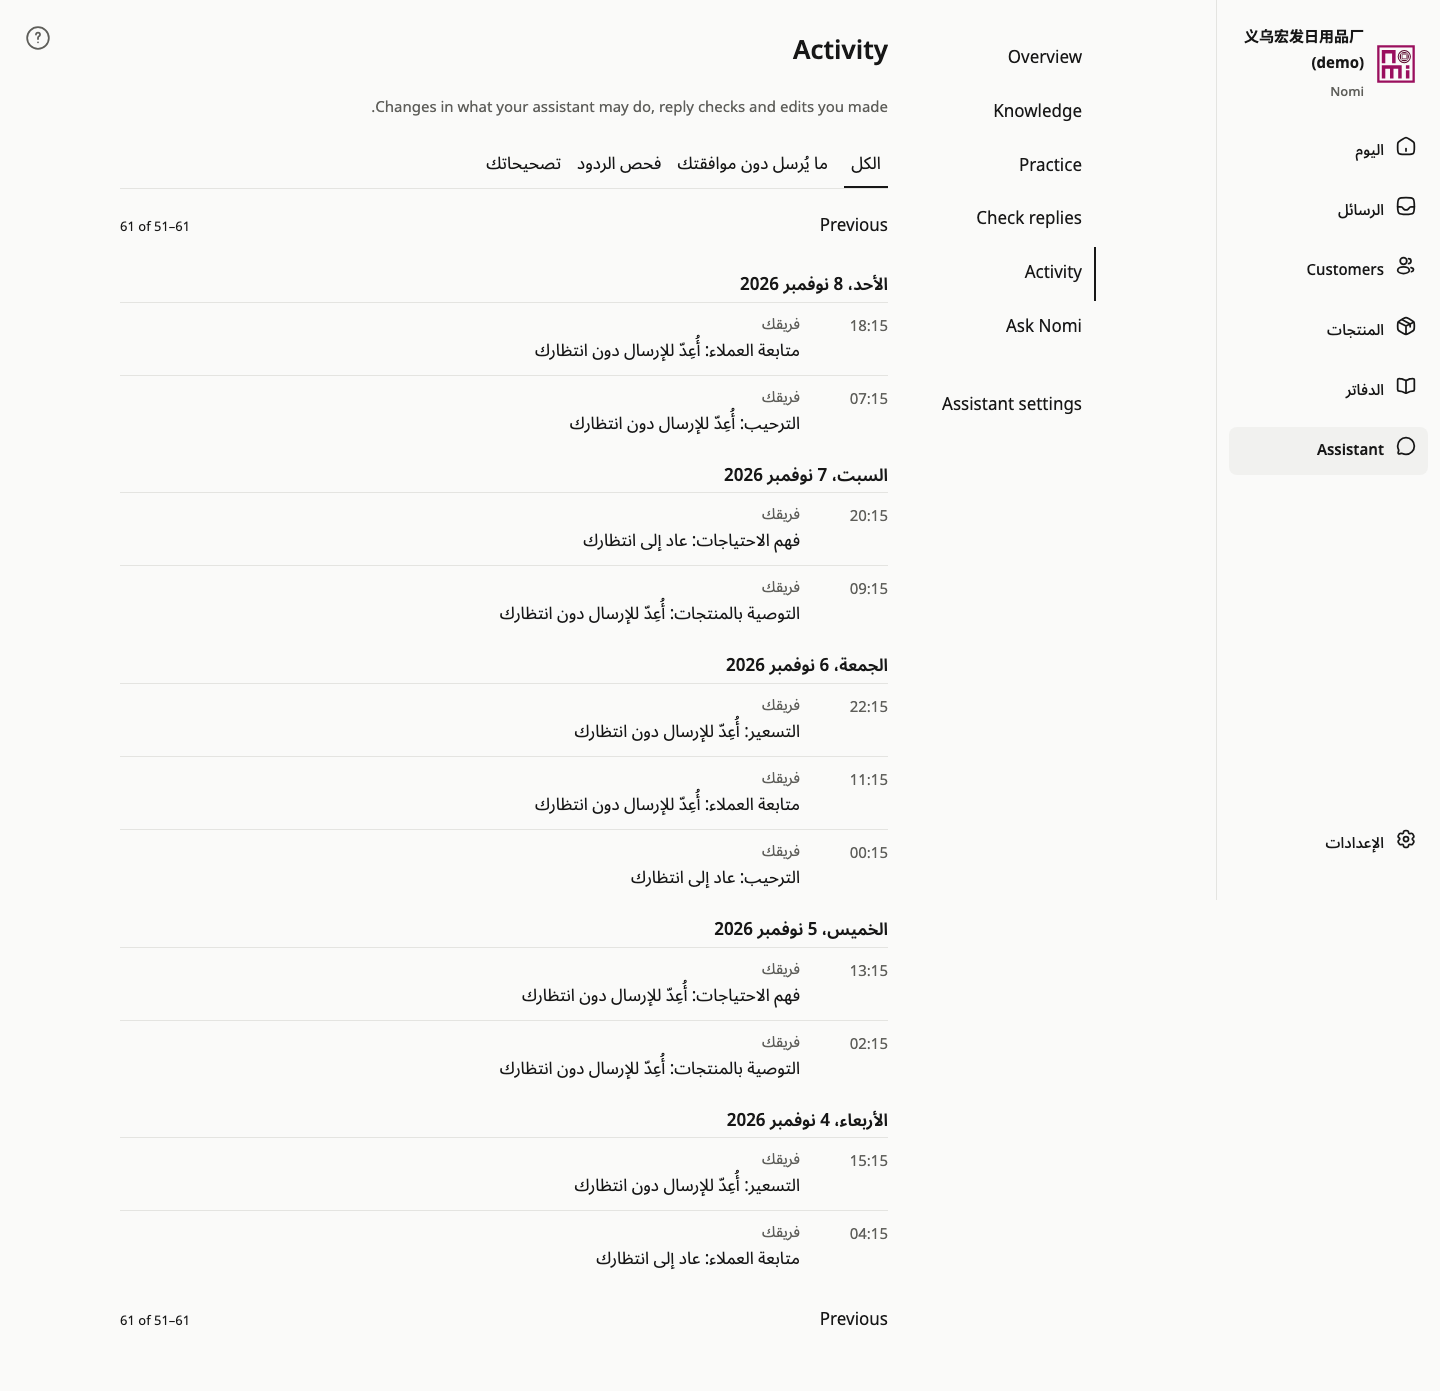 义乌宏发日用品厂
(demo)
Nomi
اليوم
الرسائل
Customers
المنتجات
الدفاتر
Assistant
الإعدادات
Overview
Knowledge
Practice
Check replies
Activity
Ask Nomi
Assistant settings
Activity
.Changes in what your assistant may do, reply checks and edits you made
الكل
ما يُرسل دون موافقتك
فحص الردود
تصحيحاتك
Previous
61 of 51–61
الأحد، 8 نوفمبر 2026
18:15
فريقك
متابعة العملاء: أُعِدّ للإرسال دون انتظارك
07:15
فريقك
الترحيب: أُعِدّ للإرسال دون انتظارك
السبت، 7 نوفمبر 2026
20:15
فريقك
فهم الاحتياجات: عاد إلى انتظارك
09:15
فريقك
التوصية بالمنتجات: أُعِدّ للإرسال دون انتظارك
الجمعة، 6 نوفمبر 2026
22:15
فريقك
التسعير: أُعِدّ للإرسال دون انتظارك
11:15
فريقك
متابعة العملاء: أُعِدّ للإرسال دون انتظارك
00:15
فريقك
الترحيب: عاد إلى انتظارك
الخميس، 5 نوفمبر 2026
13:15
فريقك
فهم الاحتياجات: أُعِدّ للإرسال دون انتظارك
02:15
فريقك
التوصية بالمنتجات: أُعِدّ للإرسال دون انتظارك
الأربعاء، 4 نوفمبر 2026
15:15
فريقك
التسعير: أُعِدّ للإرسال دون انتظارك
04:15
فريقك
متابعة العملاء: عاد إلى انتظارك
Previous
61 of 51–61